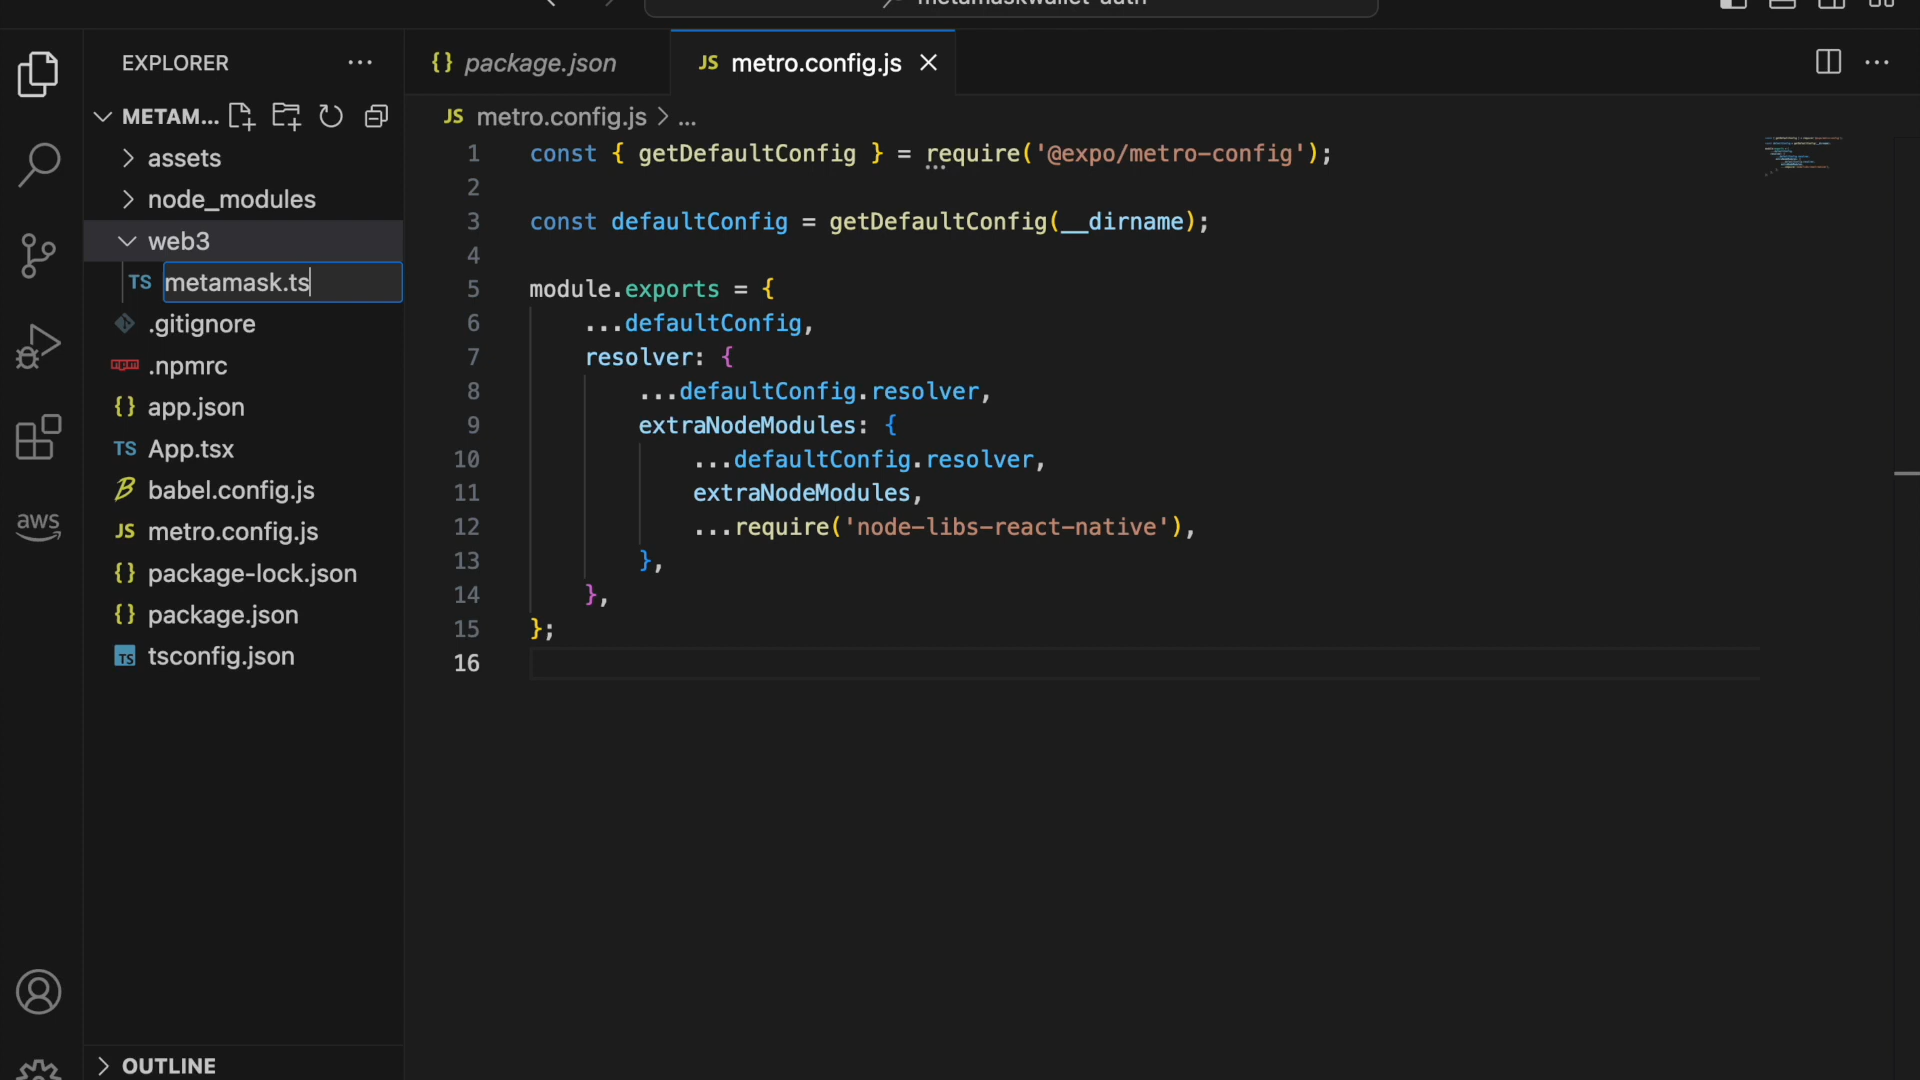 metamaskwallet-auth
EXPLORER
{} package.json
JS metro.config.js
METAM...
JS metro.config.js > ...
assets
node_modules
web3
TS metamask.ts
.gitignore
npm .npmrc
{} app.json
TS App.tsx
babel.config.js
JS metro.config.js
{} package-lock.json
{} package.json
TS tsconfig.json
aws
OUTLINE
1 const { getDefaultConfig } = require('@expo/metro-config');
2
3 const defaultConfig = getDefaultConfig(__dirname);
4
5 module.exports = {
6 ...defaultConfig,
7 resolver: {
8 ...defaultConfig.resolver,
9 extraNodeModules: {
10 ...defaultConfig.resolver,
11 extraNodeModules,
12 ...require('node-libs-react-native'),
13 },
14 },
15 };
16